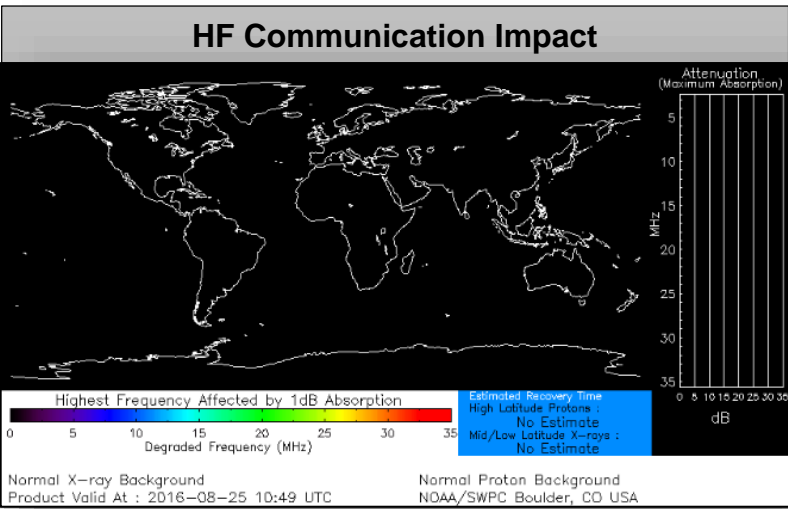 HF Communication Impact
Attenuation
(Maximum Absorption)
5
10
15
20
25
30
35
MHz
0 5 10 15 20 25 30 35
dB
Highest Frequency Affected by 1dB Absorption
0 5 10 15 20 25 30 35
Degraded Frequency (MHz)
Estimated Recovery Time
High Latitude Protons :
No Estimate
Mid/Low Latitude X-rays :
No Estimate
Normal X-ray Background
Product Valid At : 2016-08-25 10:49 UTC
Normal Proton Background
NOAA/SWPC Boulder, CO USA